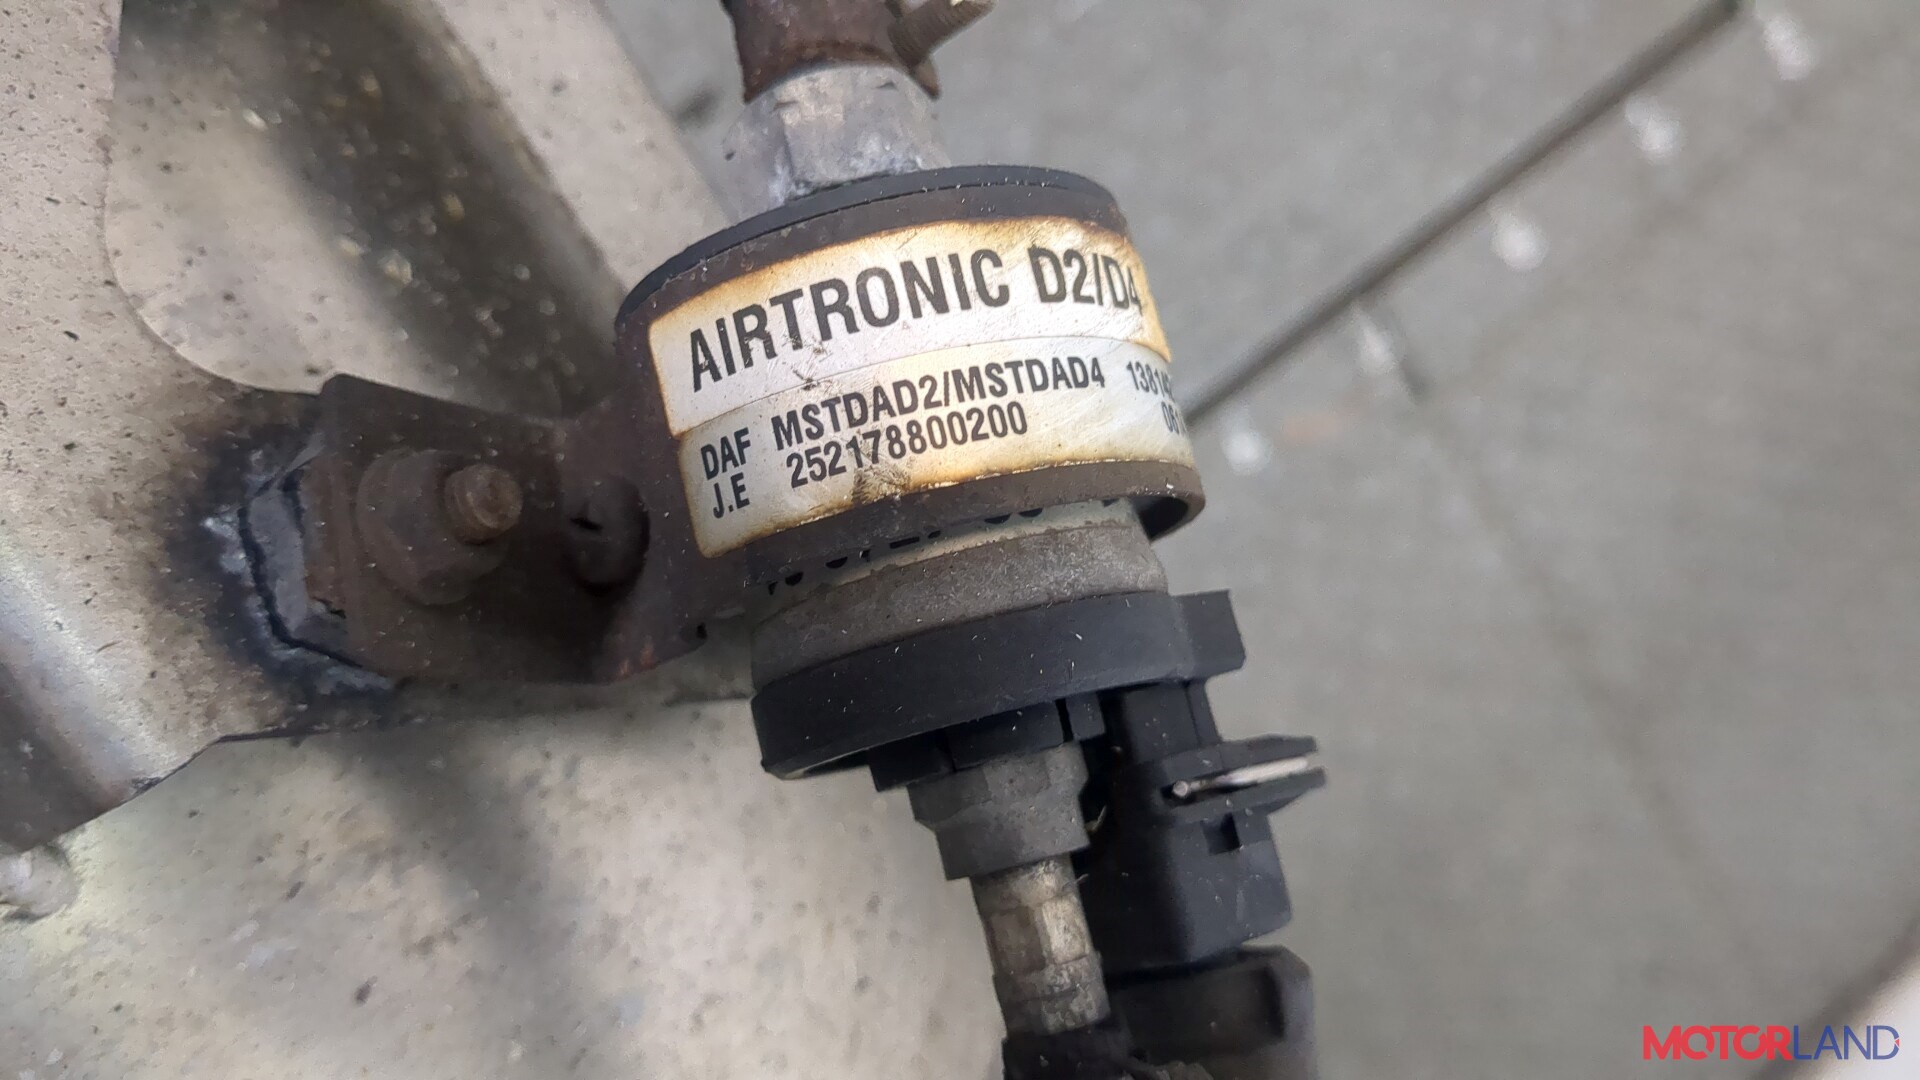 AIRTRONIC D2/D4
DAF MSTDAD2/MSTDAD4
J.E 252178800200
MOTORLAND